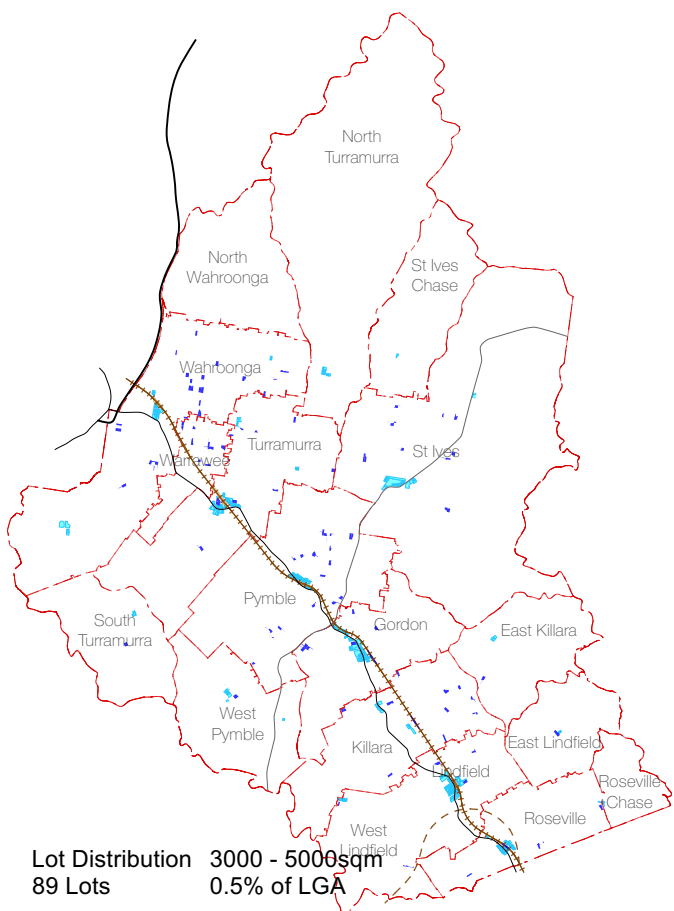 North
Turramurra
North
Wahroonga
St Ives
Chase
Wahroonga
Turramurra
St Ives
Warrawee
Pymble
Gordon
South
Turramurra
East Killara
West
Pymble
Killara
East Lindfield
Lindfield
Roseville
Chase
Roseville
West
Lindfield
Lot Distribution 3000 - 5000sqm
89 Lots 0.5% of LGA